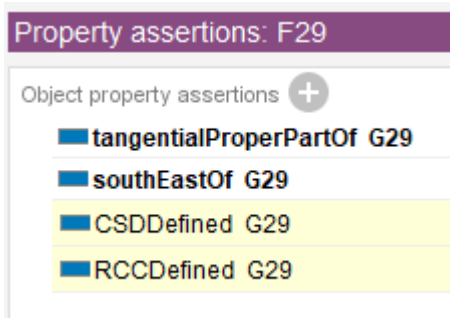 Property assertions: F29
Object property assertions
tangentialProperPartOf G29
southEastOf G29
CSDDefined G29
RCCDefined G29